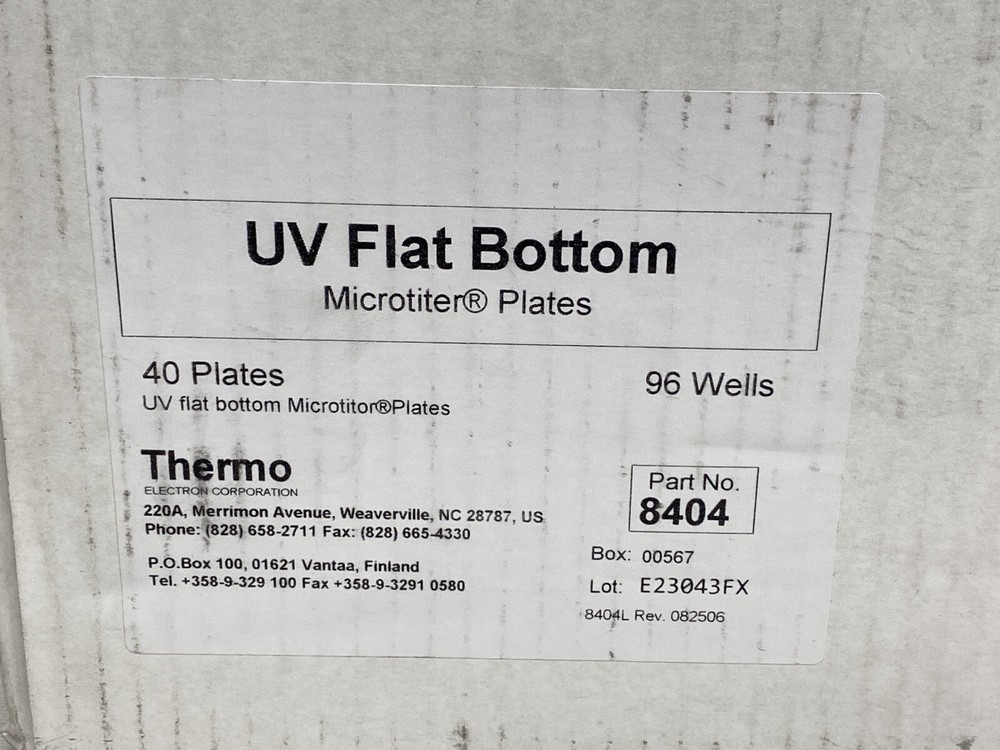 UV Flat Bottom
Microtiter® Plates
40 Plates
96 Wells
UV flat bottom Microtitor®Plates
Thermo
ELECTRON CORPORATION
220A, Merrimon Avenue, Weaverville, NC 28787, US
Phone: (828) 658-2711 Fax: (828) 665-4330
P.O.Box 100, 01621 Vantaa, Finland
Tel. +358-9-329 100 Fax +358-9-3291 0580
Part No.
8404
Box: 00567
Lot: E23043FX
8404L Rev. 082506